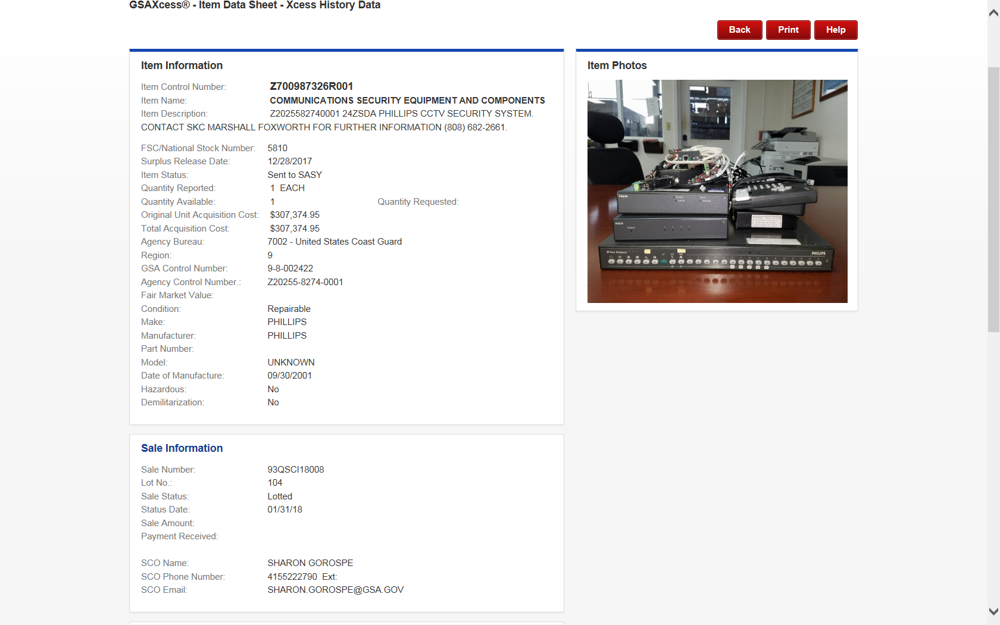 GSAXcess® - Item Data Sheet - Xcess History Data
Back Print Help
Item Information
Item Control Number: Z700987326R001
Item Name: COMMUNICATIONS SECURITY EQUIPMENT AND COMPONENTS
Item Description: Z2025582740001 24ZSDA PHILLIPS CCTV SECURITY SYSTEM.
CONTACT SKC MARSHALL FOXWORTH FOR FURTHER INFORMATION (808) 682-2661.
FSC/National Stock Number: 5810
Surplus Release Date: 12/28/2017
Item Status: Sent to SASY
Quantity Reported: 1 EACH
Quantity Available: 1 Quantity Requested:
Original Unit Acquisition Cost: $307,374.95
Total Acquisition Cost: $307,374.95
Agency Bureau: 7002 - United States Coast Guard
Region: 9
GSA Control Number: 9-8-002422
Agency Control Number.: Z20255-8274-0001
Fair Market Value:
Condition: Repairable
Make: PHILLIPS
Manufacturer: PHILLIPS
Part Number:
Model: UNKNOWN
Date of Manufacture: 09/30/2001
Hazardous: No
Demilitarization: No
Sale Information
Sale Number: 93QSCI18008
Lot No.: 104
Sale Status: Lotted
Status Date: 01/31/18
Sale Amount:
Payment Received:
SCO Name: SHARON GOROSPE
SCO Phone Number: 4155222790 Ext:
SCO Email: SHARON.GOROSPE@GSA.GOV
Item Photos
PHILIPS
BOSCH
Multiplexer
Video Multiplexer
PHILIPS